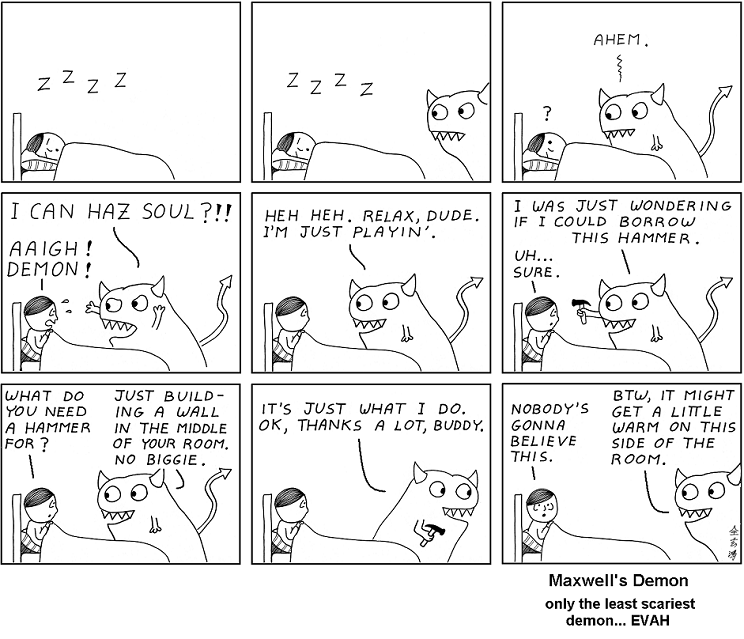 Z Z Z Z
Z Z Z Z
AHEM.
?
I CAN HAZ SOUL?!!
AAIGH!
DEMON!
HEH HEH. RELAX, DUDE.
I'M JUST PLAYIN'.
I WAS JUST WONDERING
IF I COULD BORROW
THIS HAMMER.
UH...
SURE.
WHAT DO
YOU NEED
A HAMMER
FOR?
JUST BUILD-
ING A WALL
IN THE MIDDLE
OF YOUR ROOM.
NO BIGGIE.
IT'S JUST WHAT I DO.
OK, THANKS A LOT, BUDDY.
NOBODY'S
GONNA
BELIEVE
THIS.
BTW, IT MIGHT
GET A LITTLE
WARM ON THIS
SIDE OF THE
ROOM.
Maxwell's Demon
only the least scariest
demon... EVAH